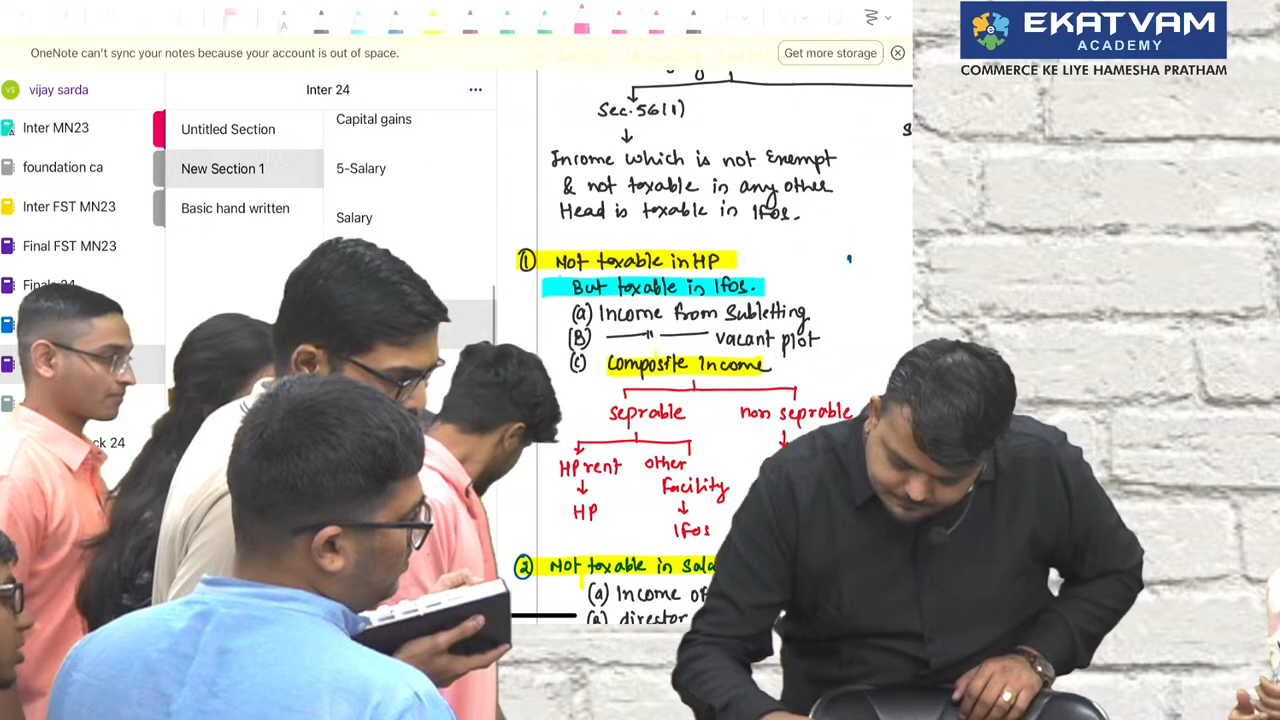 EKATVAM
ACADEMY
COMMERCE KE LIYE HAMESHA PRATHAM
OneNote can't sync your notes because your account is out of space.
Get more storage
VS vijay sarda
Inter 24
Inter MN23
foundation ca
Inter FST MN23
Final FST MN23
Untitled Section
New Section 1
Basic hand written
Capital gains
5-Salary
Salary
Sec. 56(1)
Income which is not Exempt
& not taxable in any other
Head is taxable in Ifos.
① Not taxable in HP
But taxable in Ifos.
(a) Income from Subletting
(B) —— " —— vacant plot
(c) Composite Income
seprable
non seprable
HP rent
other
facility
HP
Ifos
② Not taxable in Sala
(a) Income of
(a) director